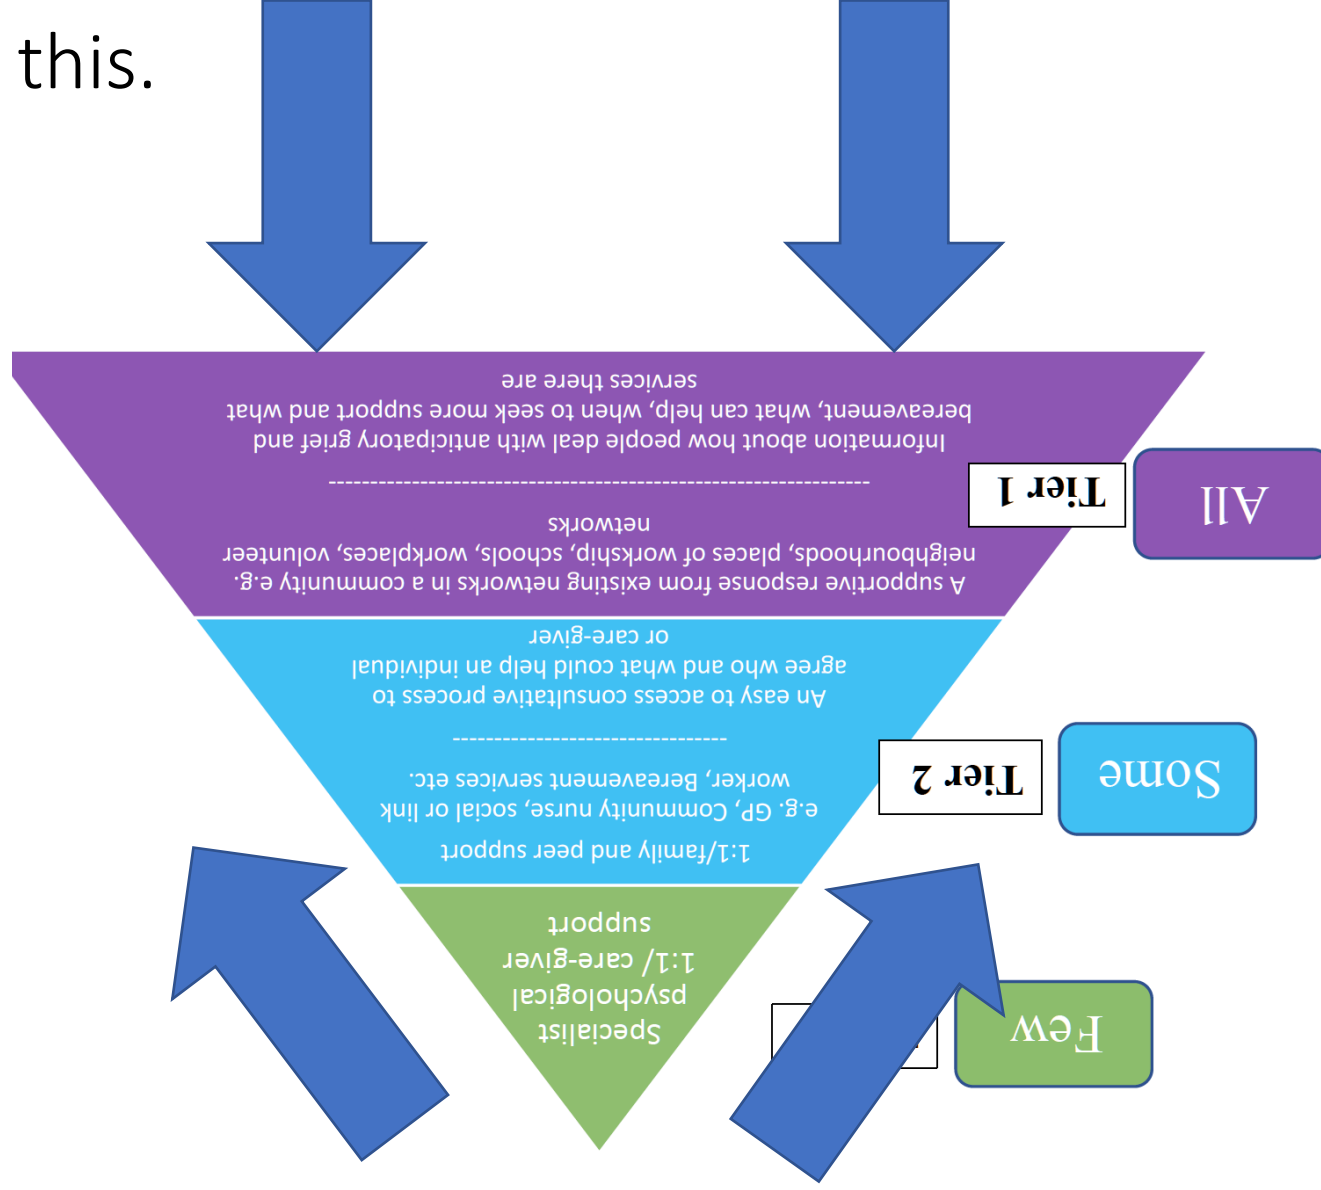 this.
Specialist
psychological
1:1/ care-giver
support
Few
1:1/family and peer support
e.g. GP, Community nurse, social or link
worker, Bereavement services etc.
---------------------------------
An easy to access consultative process to
agree who and what could help an individual
or care-giver
Tier 2
Some
A supportive response from existing networks in a community e.g.
neighbourhoods, places of workship, schools, workplaces, volunteer
networks
-----------------------------------------------------------------
Information about how people deal with anticipatory grief and
bereavement, what can help, when to seek more support and what
services there are
Tier 1
All